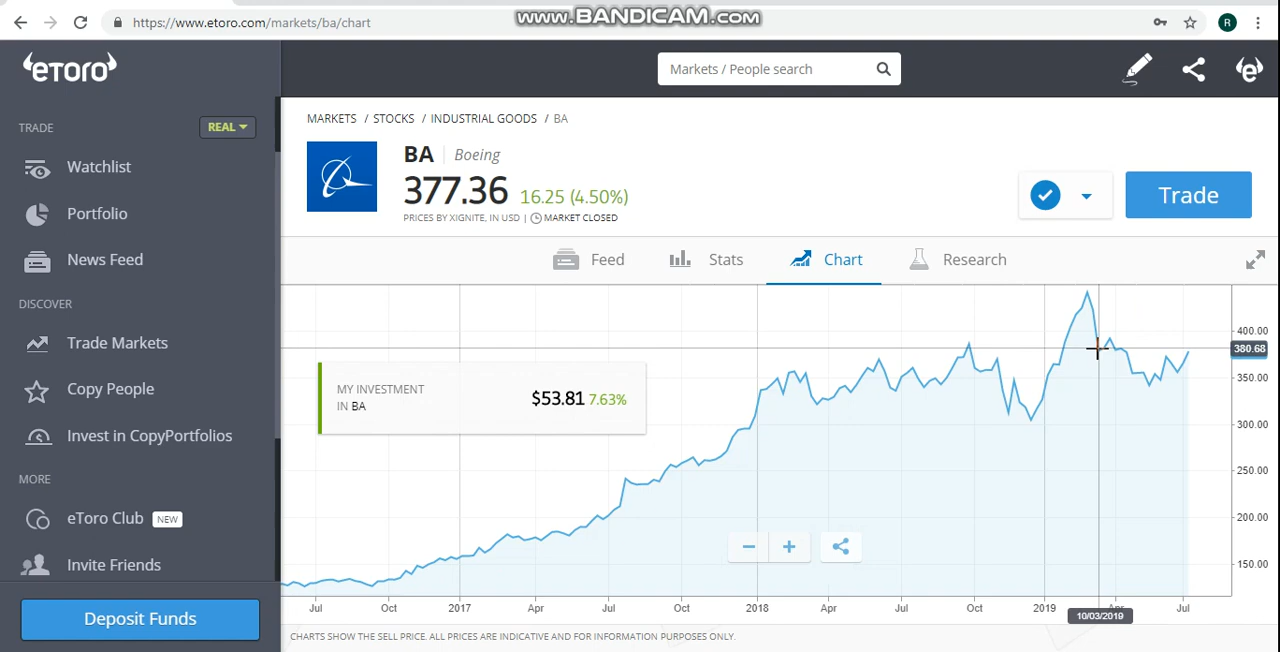 https://www.etoro.com/markets/ba/chart
www.BANDICAM.com
R
eTORO
Markets / People search
TRADE
REAL
Watchlist
Portfolio
News Feed
DISCOVER
Trade Markets
Copy People
Invest in CopyPortfolios
MORE
eToro Club NEW
Invite Friends
Deposit Funds
MARKETS / STOCKS / INDUSTRIAL GOODS / BA
BA Boeing
377.36 16.25 (4.50%)
PRICES BY XIGNITE, IN USD | MARKET CLOSED
Trade
Feed Stats Chart Research
MY INVESTMENT
IN BA
$53.81 7.63%
400.00
380.68
350.00
300.00
250.00
200.00
150.00
Jul Oct 2017 Apr Jul Oct 2018 Apr Jul Oct 2019 Apr Jul
10/03/2019
CHARTS SHOW THE SELL PRICE. ALL PRICES ARE INDICATIVE AND FOR INFORMATION PURPOSES ONLY.